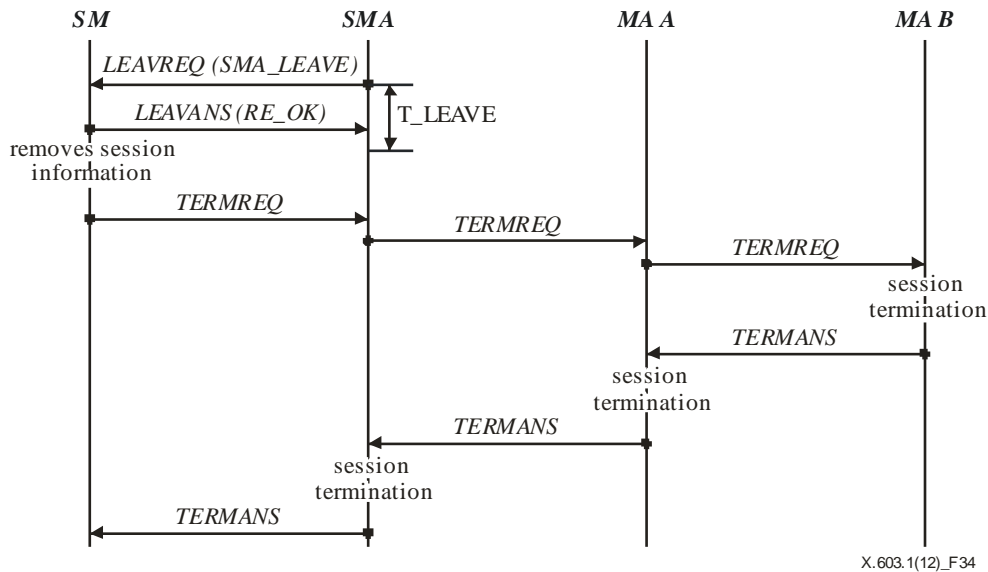 SM SMA MA A MA B
LEAVREQ (SMA_LEAVE)
LEAVANS (RE_OK)
T_LEAVE
removes session
information
TERMREQ
TERMREQ
TERMREQ
session
termination
TERMANS
session
termination
TERMANS
session
termination
TERMANS
X.603.1(12)_F34